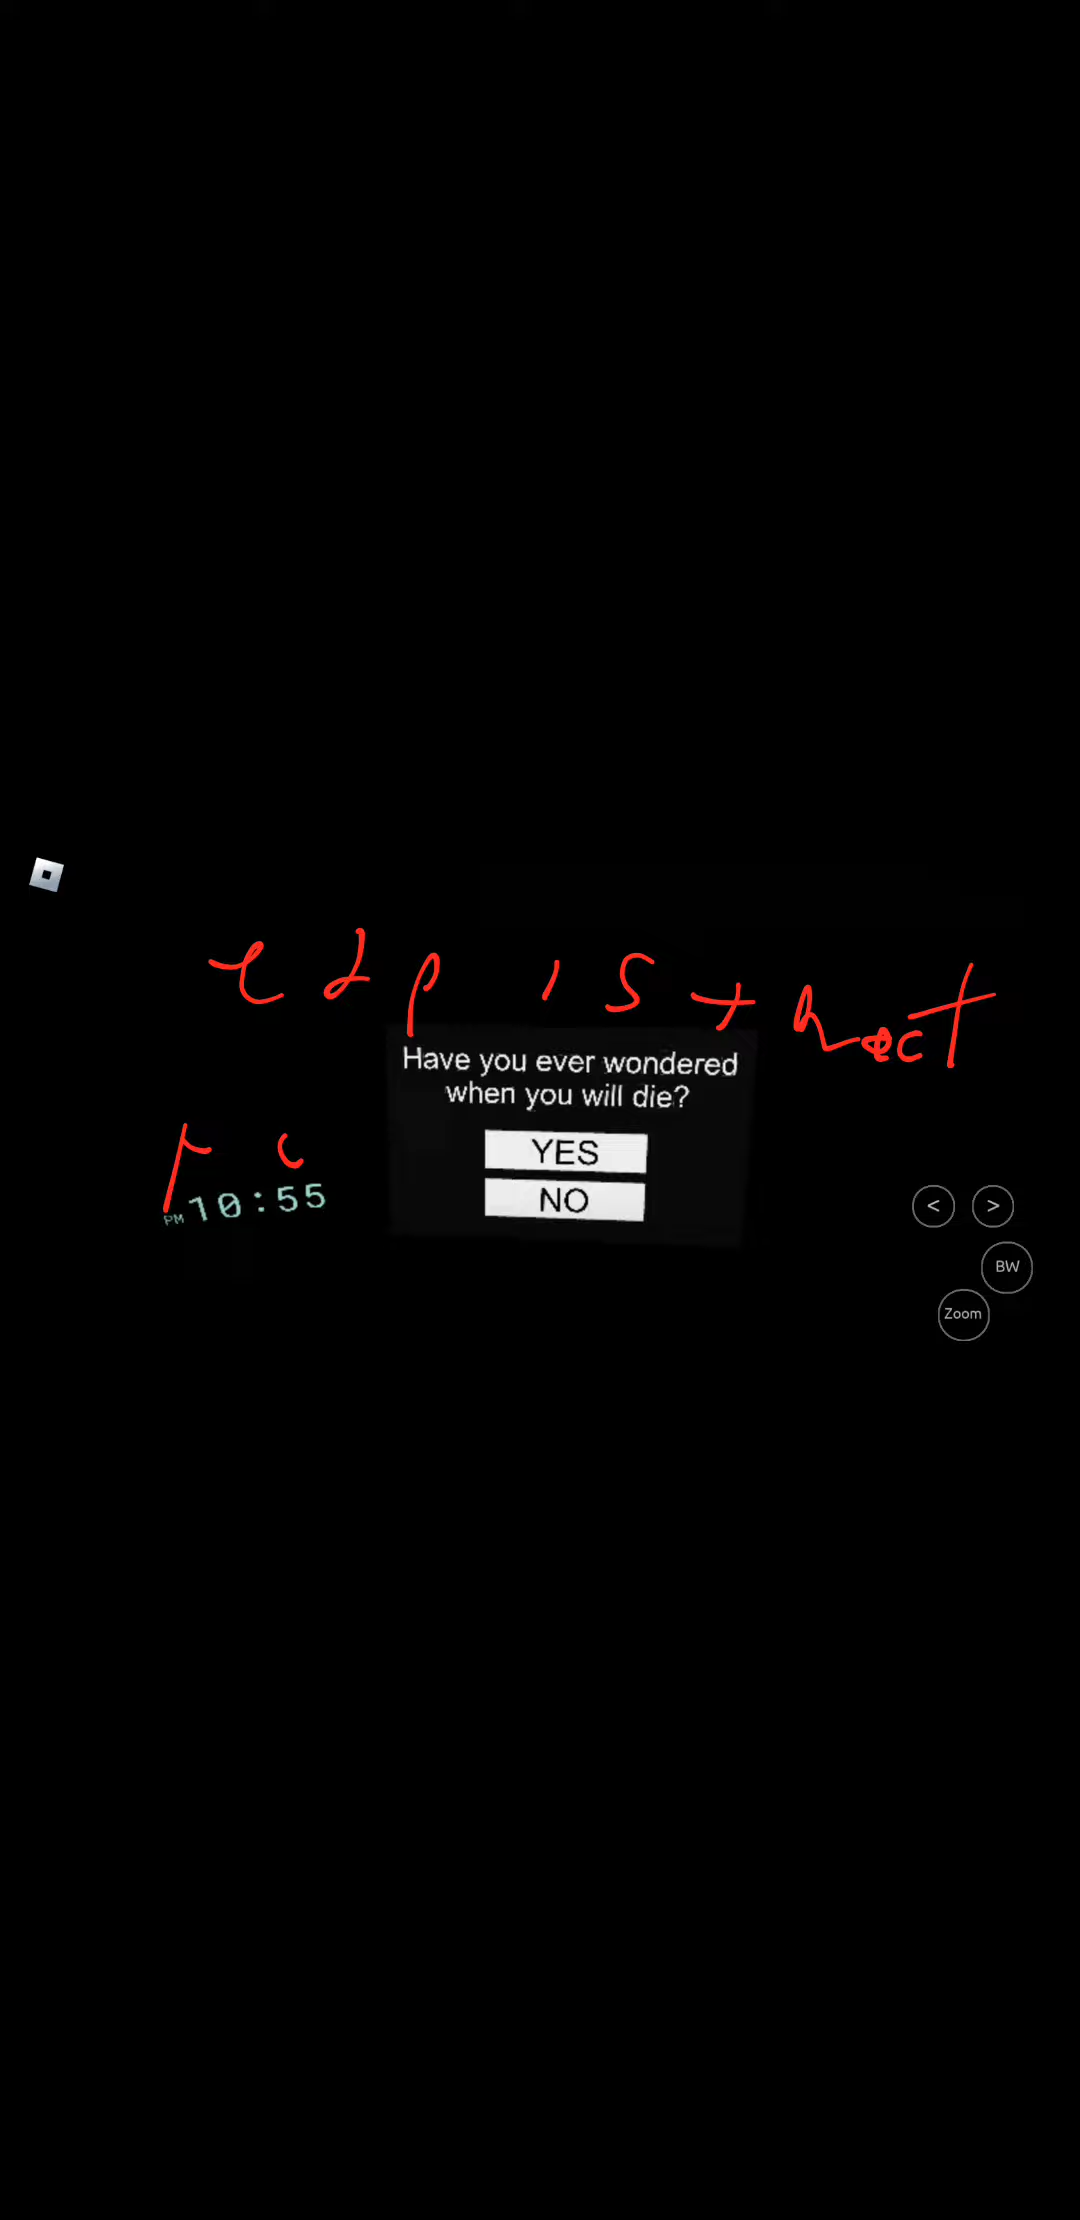 Have you ever wondered
when you will die?
YES
NO
PM 10:55
< >
BW
Zoom